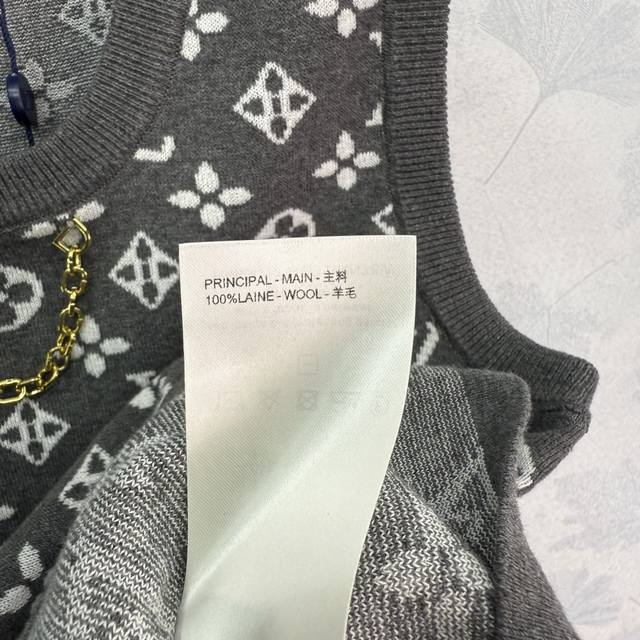 PRINCIPAL - MAIN - 主料
100%LAINE - WOOL - 羊毛